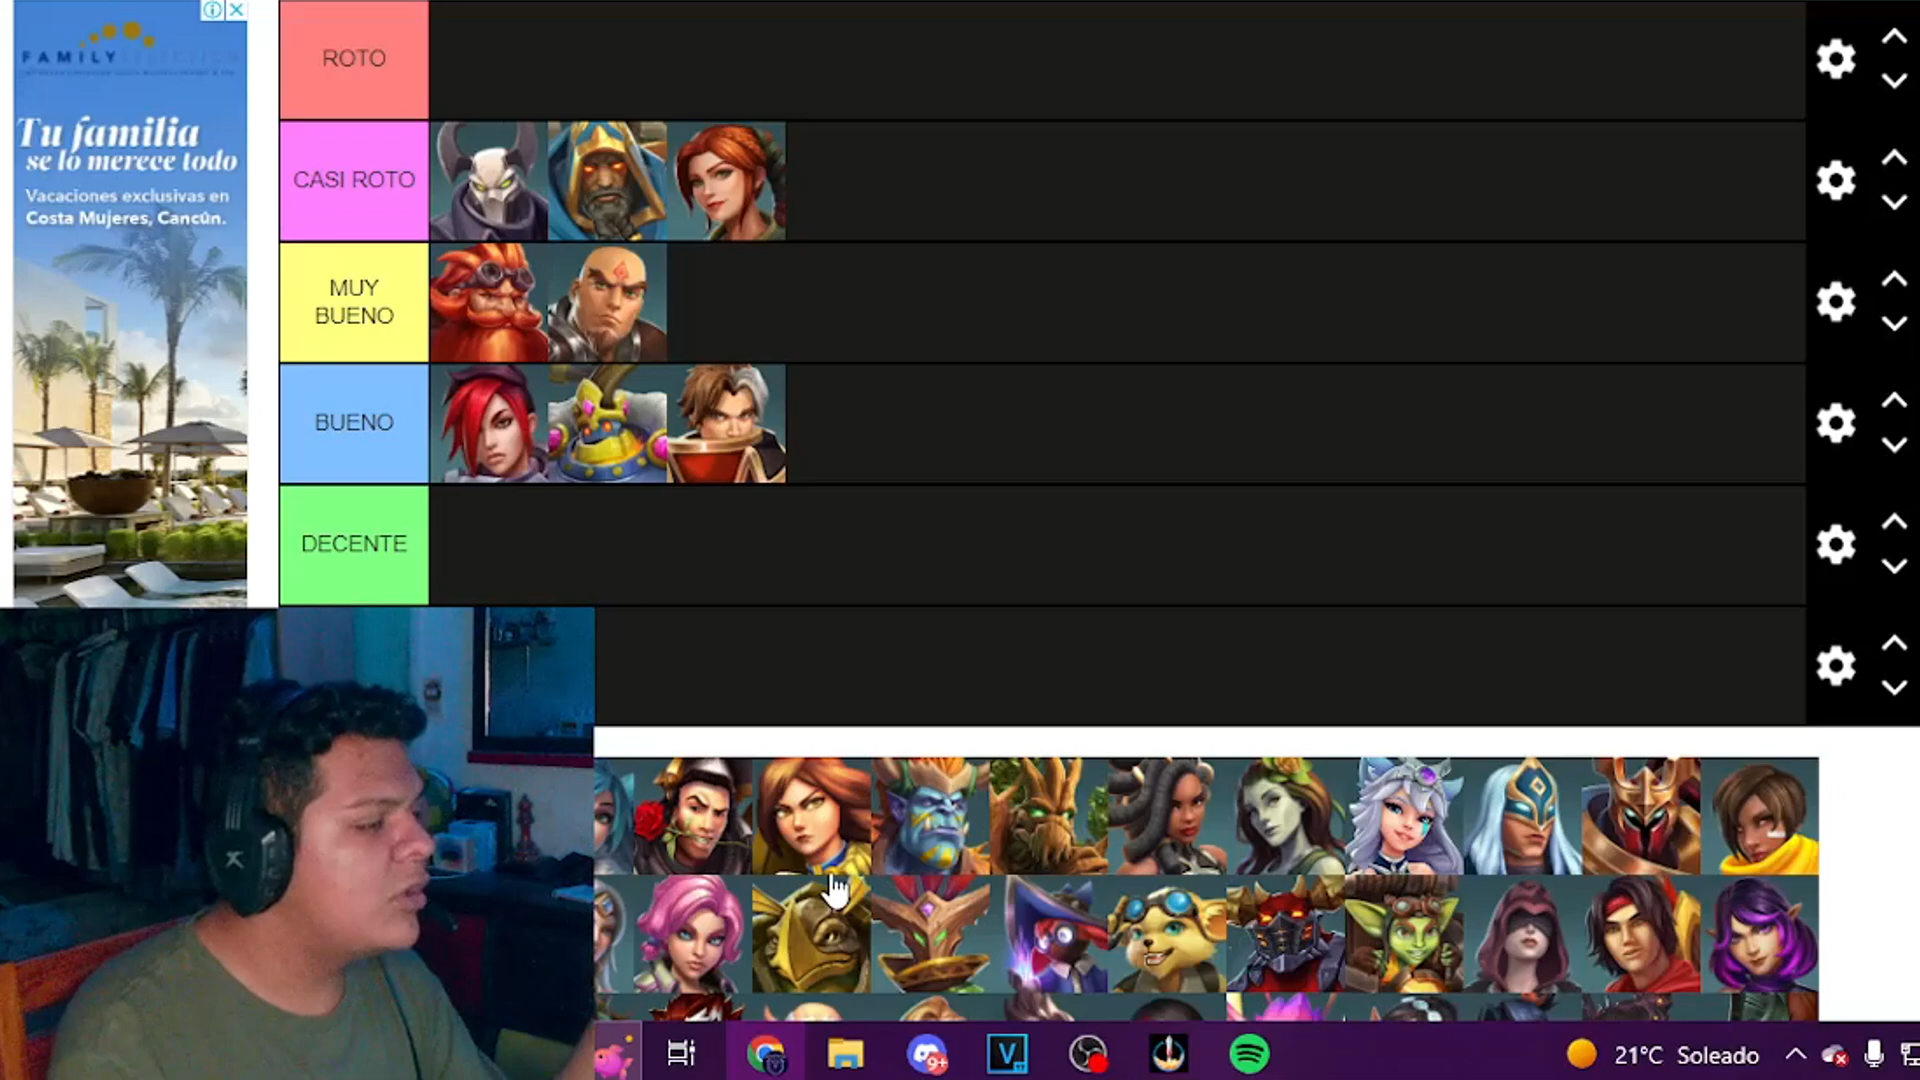 FAMILY
Tu familia
se lo merece todo
Vacaciones exclusivas en
Costa Mujeres, Cancún.
ROTO
CASI ROTO
MUY
BUENO
BUENO
DECENTE
9+
V
21°C Soleado